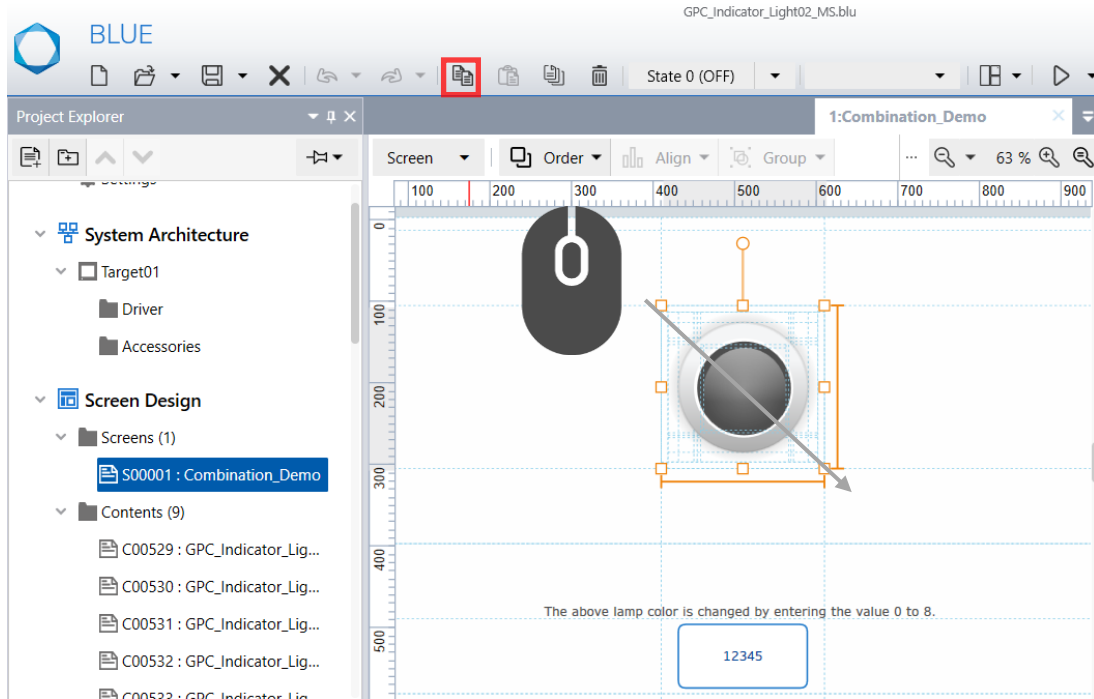 GPC_Indicator_Light02_MS.blu
BLUE
State 0 (OFF)
Project Explorer
1:Combination_Demo
Screen
Order
Align
Group
...
63 %
100 200 300 400 500 600 700 800 900
Settings
System Architecture
Target01
Driver
Accessories
Screen Design
Screens (1)
S00001 : Combination_Demo
Contents (9)
C00529 : GPC_Indicator_Lig...
C00530 : GPC_Indicator_Lig...
C00531 : GPC_Indicator_Lig...
C00532 : GPC_Indicator_Lig...
C00533 : GPC_Indicator_Lig...
0
100
200
300
400
500
The above lamp color is changed by entering the value 0 to 8.
12345